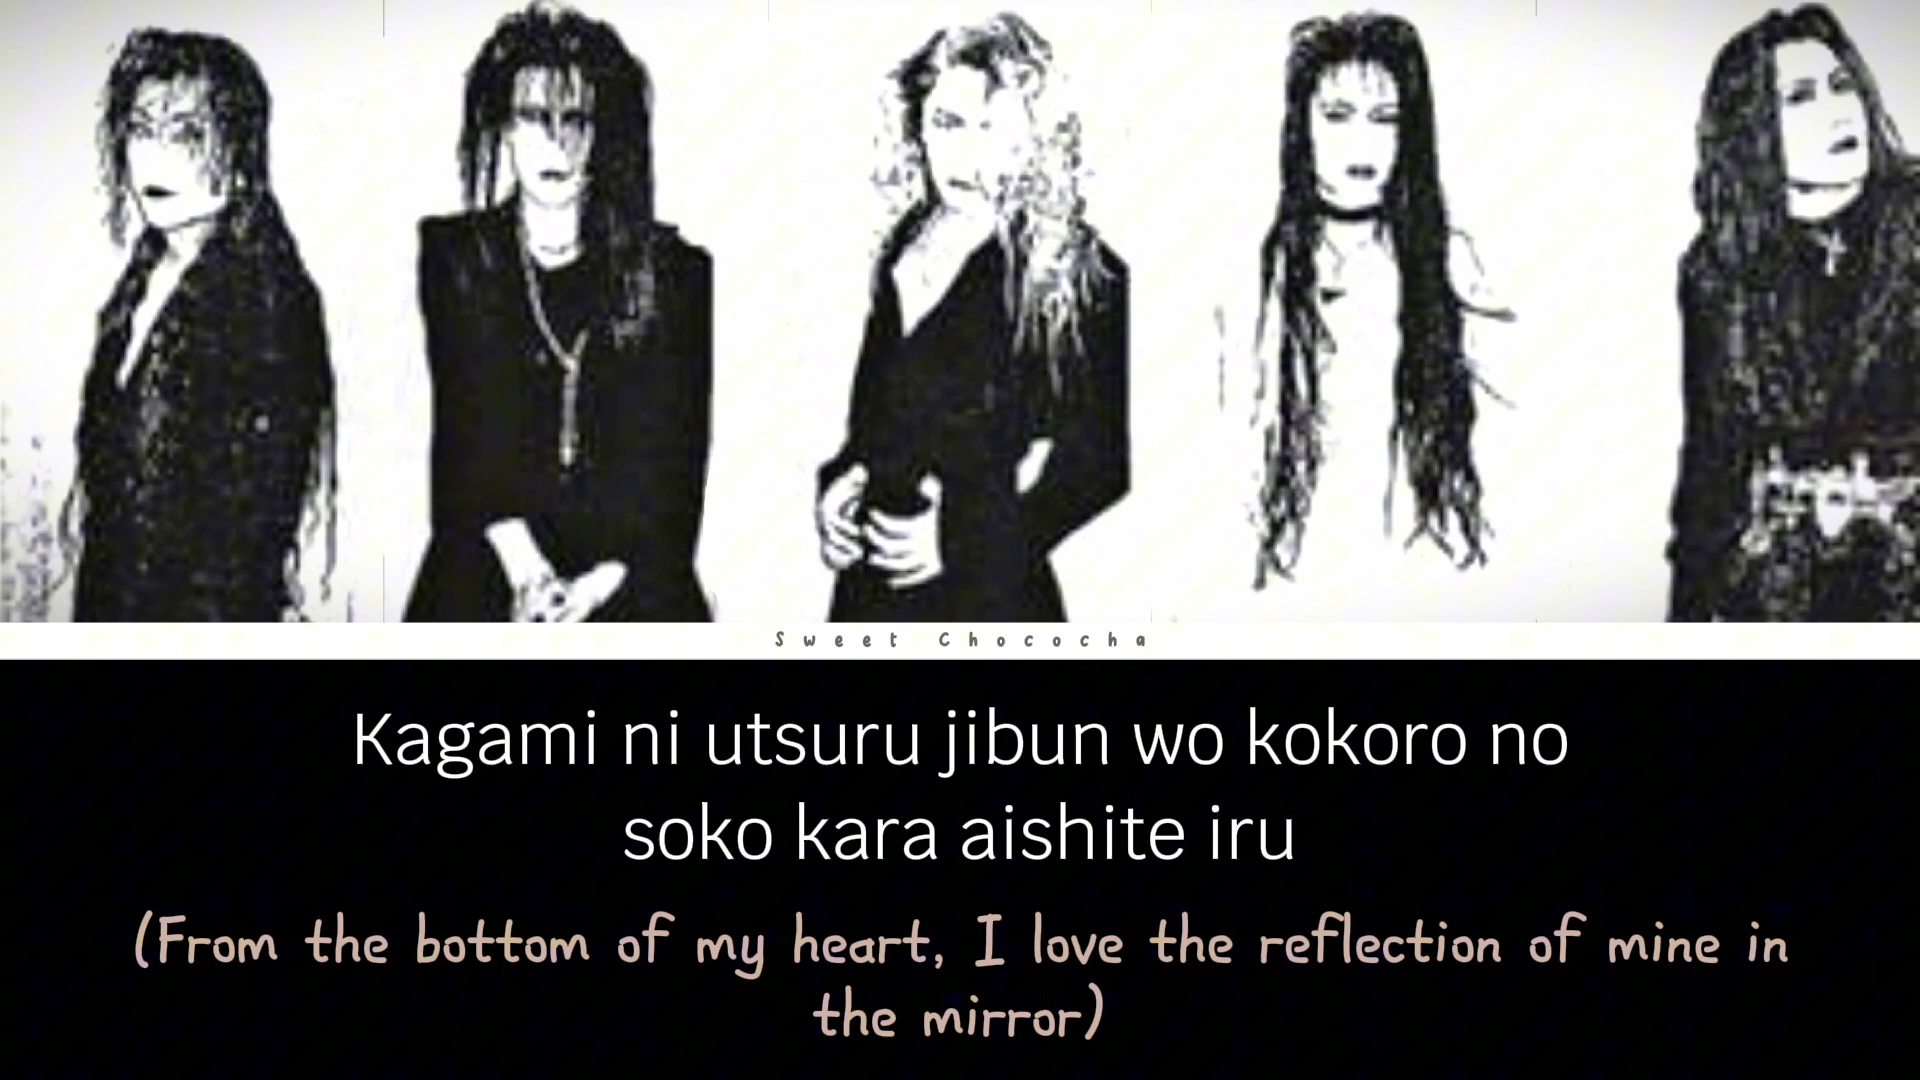 Sweet Chococha
Kagami ni utsuru jibun wo kokoro no
soko kara aishite iru
(From the bottom of my heart, I love the reflection of mine in
the mirror)